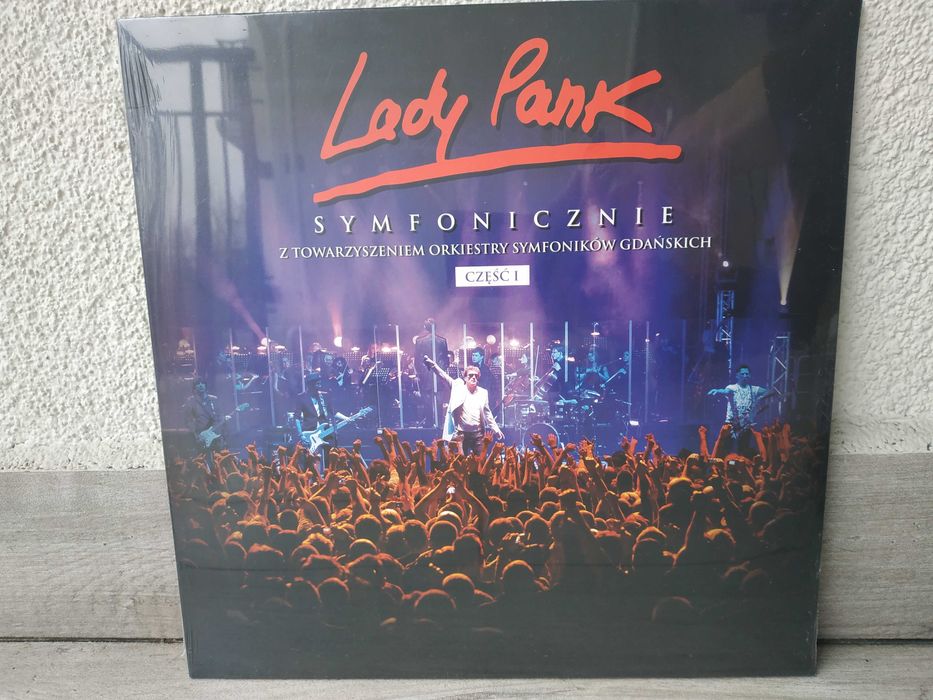 Lady Pank
SYMFONICZNIE
Z TOWARZYSZENIEM ORKIESTRY SYMFONIKÓW GDAŃSKICH
CZĘŚĆ I